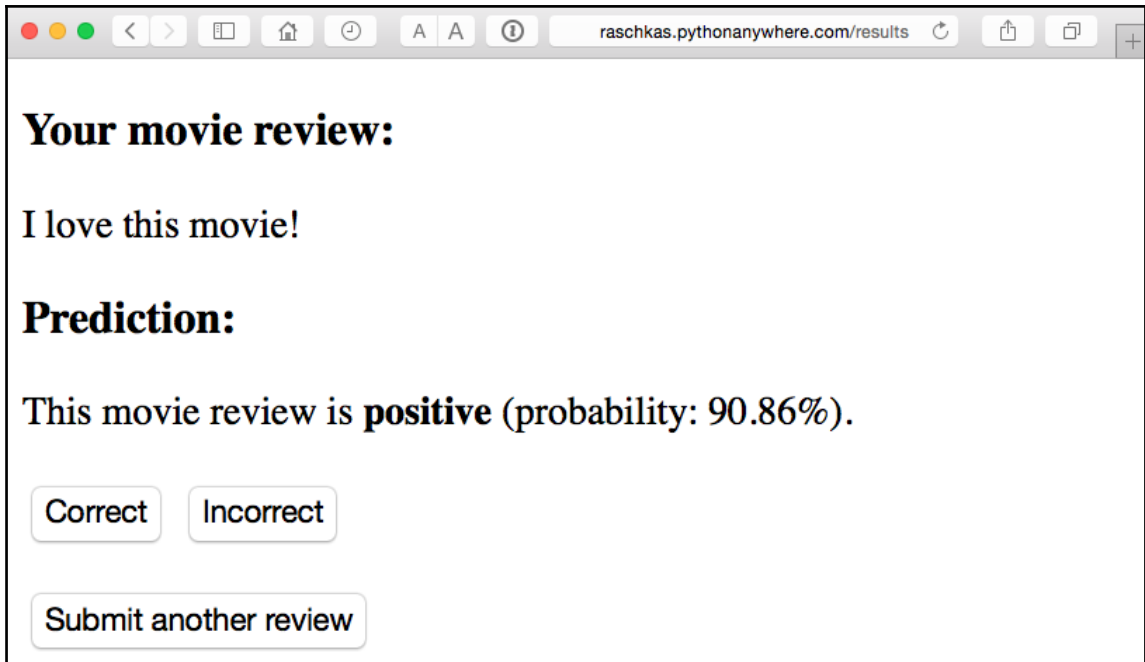 A A raschkas.pythonanywhere.com/results
Your movie review:
I love this movie!
Prediction:
This movie review is positive (probability: 90.86%).
Correct Incorrect
Submit another review